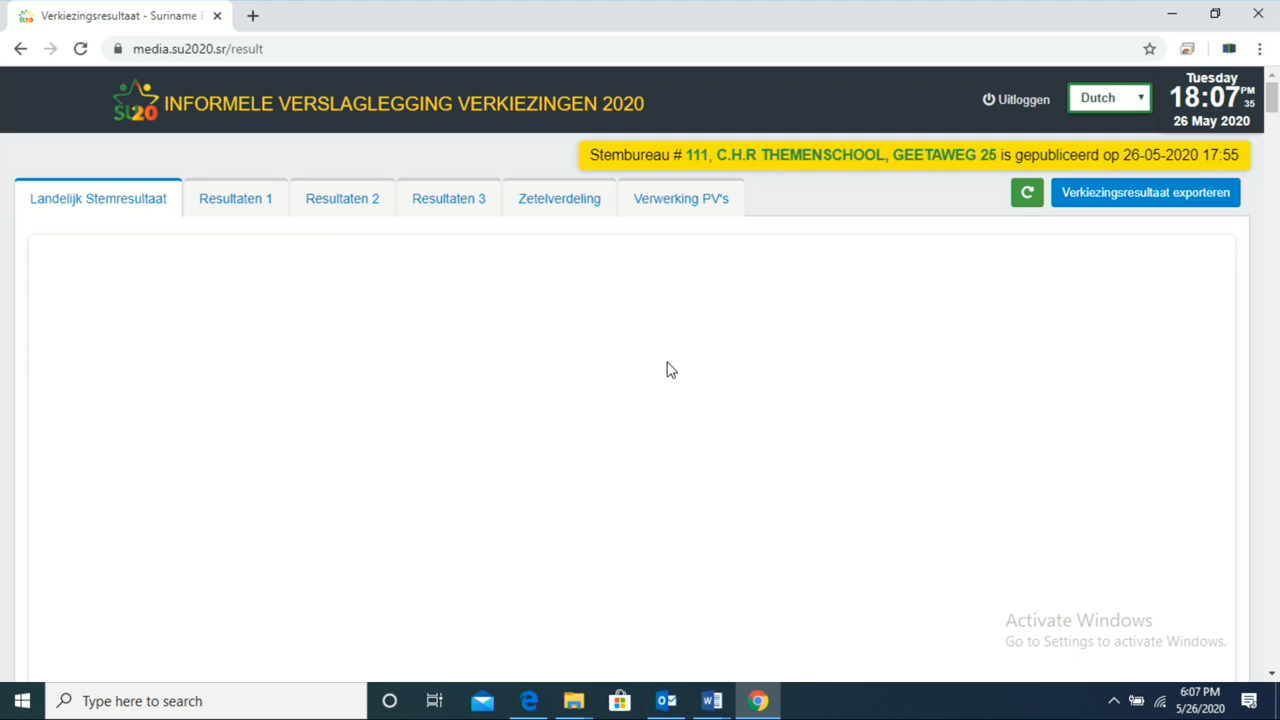 Verkiezingsresultaat - Suriname E
media.su2020.sr/result
SU20
INFORMELE VERSLAGLEGGING VERKIEZINGEN 2020
Uitloggen
Dutch
Tuesday
18:07 PM 35
26 May 2020
Stembureau # 111, C.H.R THEMENSCHOOL, GEETAWEG 25 is gepubliceerd op 26-05-2020 17:55
Landelijk Stemresultaat
Resultaten 1
Resultaten 2
Resultaten 3
Zetelverdeling
Verwerking PV's
Verkiezingsresultaat exporteren
Activate Windows
Go to Settings to activate Windows.
Type here to search
6:07 PM
5/26/2020